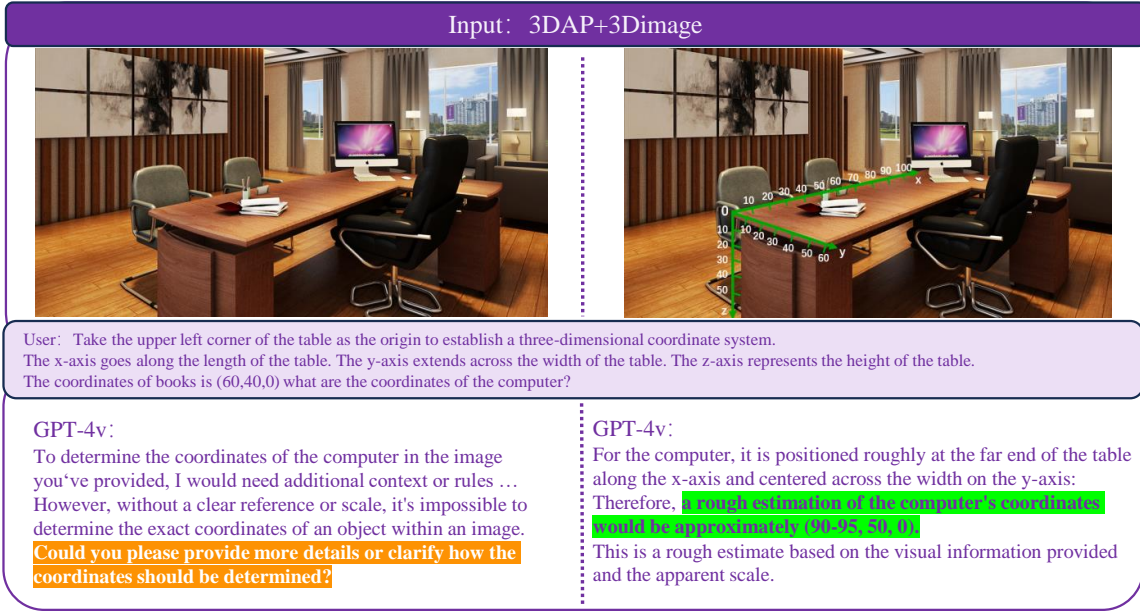 Input: 3DAP+3Dimage
0
10 20 30 40 50 60 70 80 90 100
x
10 20 30 40 50 60
y
10
20
30
40
50
z
User: Take the upper left corner of the table as the origin to establish a three-dimensional coordinate system.
The x-axis goes along the length of the table. The y-axis extends across the width of the table. The z-axis represents the height of the table.
The coordinates of books is (60,40,0) what are the coordinates of the computer?
GPT-4v:
To determine the coordinates of the computer in the image
you‘ve provided, I would need additional context or rules …
However, without a clear reference or scale, it's impossible to
determine the exact coordinates of an object within an image.
Could you please provide more details or clarify how the
coordinates should be determined?
GPT-4v:
For the computer, it is positioned roughly at the far end of the table
along the x-axis and centered across the width on the y-axis:
Therefore, a rough estimation of the computer's coordinates
would be approximately (90-95, 50, 0).
This is a rough estimate based on the visual information provided
and the apparent scale.